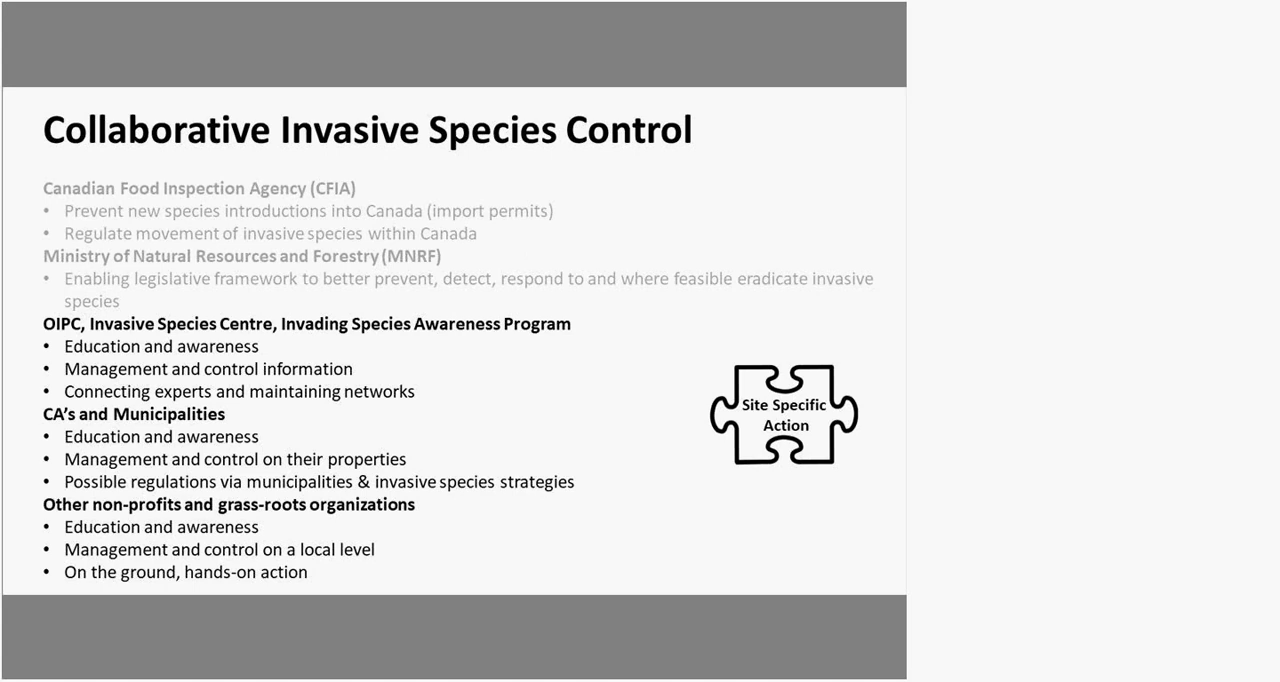 Collaborative Invasive Species Control
Canadian Food Inspection Agency (CFIA)
• Prevent new species introductions into Canada (import permits)
• Regulate movement of invasive species within Canada
Ministry of Natural Resources and Forestry (MNRF)
• Enabling legislative framework to better prevent, detect, respond to and where feasible eradicate invasive
species
OIPC, Invasive Species Centre, Invading Species Awareness Program
• Education and awareness
• Management and control information
• Connecting experts and maintaining networks
CA’s and Municipalities
• Education and awareness
• Management and control on their properties
• Possible regulations via municipalities & invasive species strategies
Other non-profits and grass-roots organizations
• Education and awareness
• Management and control on a local level
• On the ground, hands-on action
Site Specific
Action